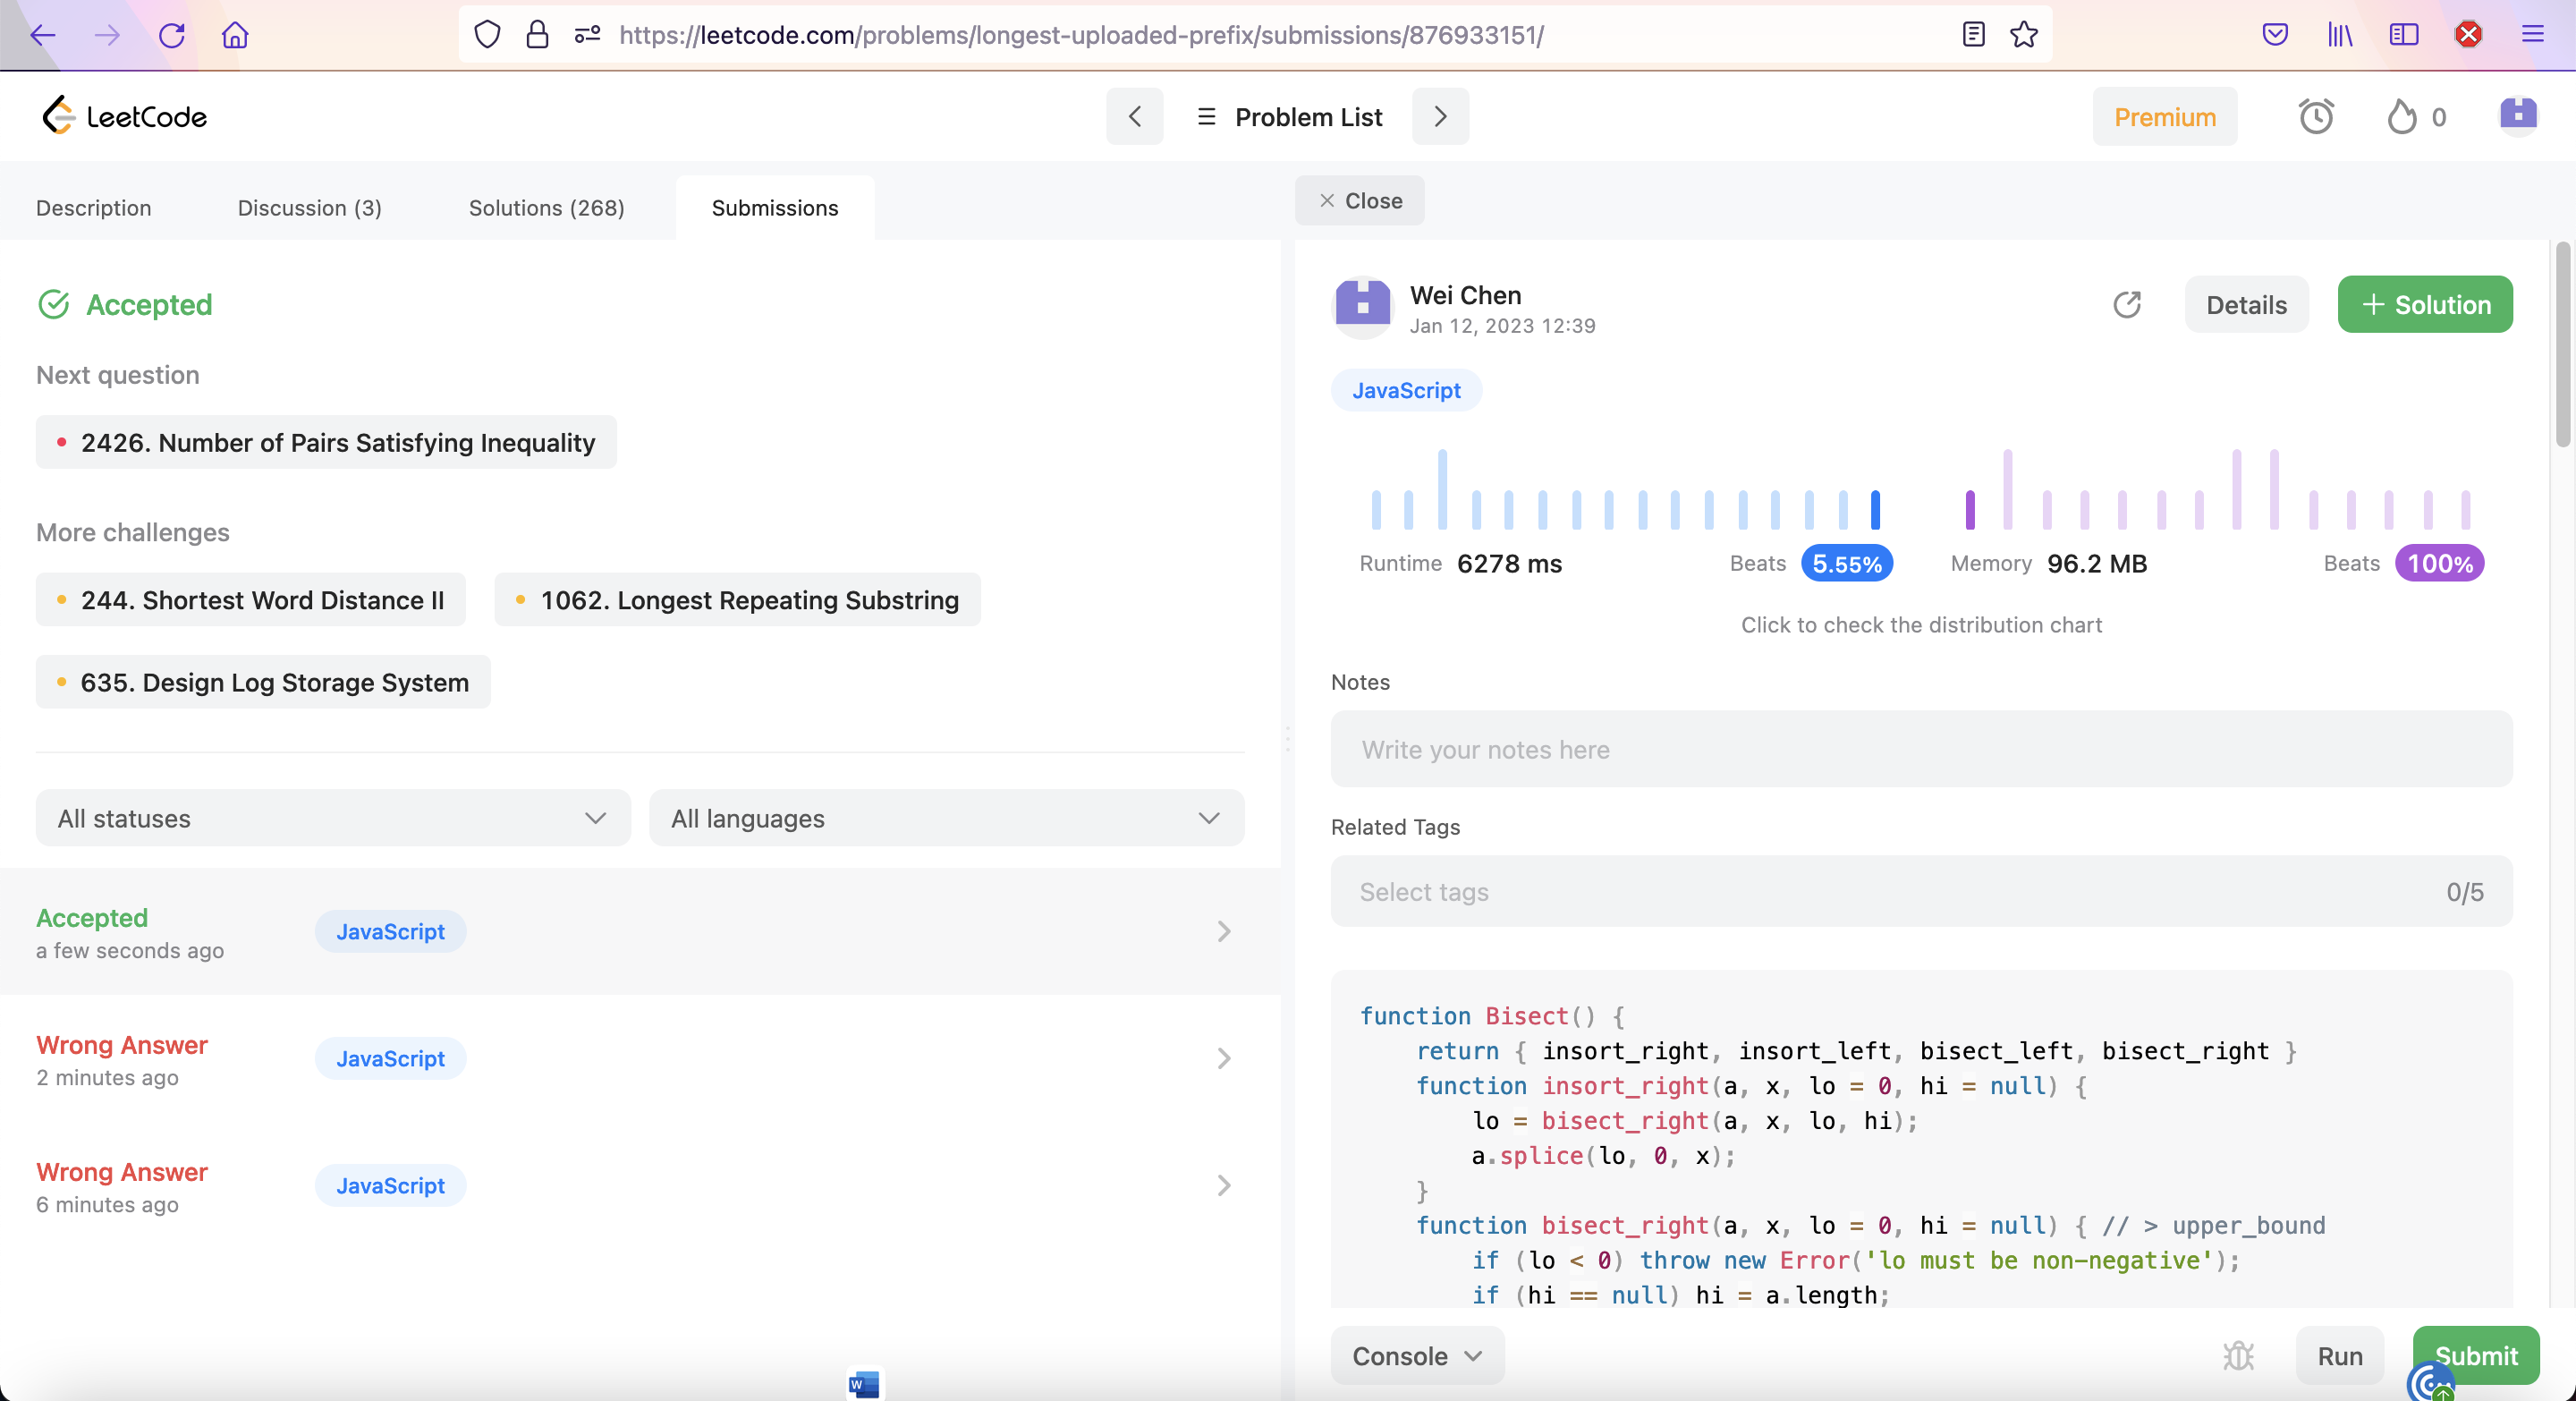 https://leetcode.com/problems/longest-uploaded-prefix/submissions/876933151/
LeetCode
Problem List
Premium
0
Description
Discussion (3)
Solutions (268)
Submissions
Close
Accepted
Next question
2426. Number of Pairs Satisfying Inequality
More challenges
244. Shortest Word Distance II
1062. Longest Repeating Substring
635. Design Log Storage System
All statuses
All languages
Accepted
a few seconds ago
JavaScript
Wrong Answer
2 minutes ago
JavaScript
Wrong Answer
6 minutes ago
JavaScript
Wei Chen
Jan 12, 2023 12:39
Details
+ Solution
JavaScript
Runtime 6278 ms
Beats 5.55%
Memory 96.2 MB
Beats 100%
Click to check the distribution chart
Notes
Write your notes here
Related Tags
Select tags
0/5
function Bisect() {
    return { insort_right, insort_left, bisect_left, bisect_right }
    function insort_right(a, x, lo = 0, hi = null) {
        lo = bisect_right(a, x, lo, hi);
        a.splice(lo, 0, x);
    }
    function bisect_right(a, x, lo = 0, hi = null) { // > upper_bound
        if (lo < 0) throw new Error('lo must be non-negative');
        if (hi == null) hi = a.length;
Console
Run
Submit
W